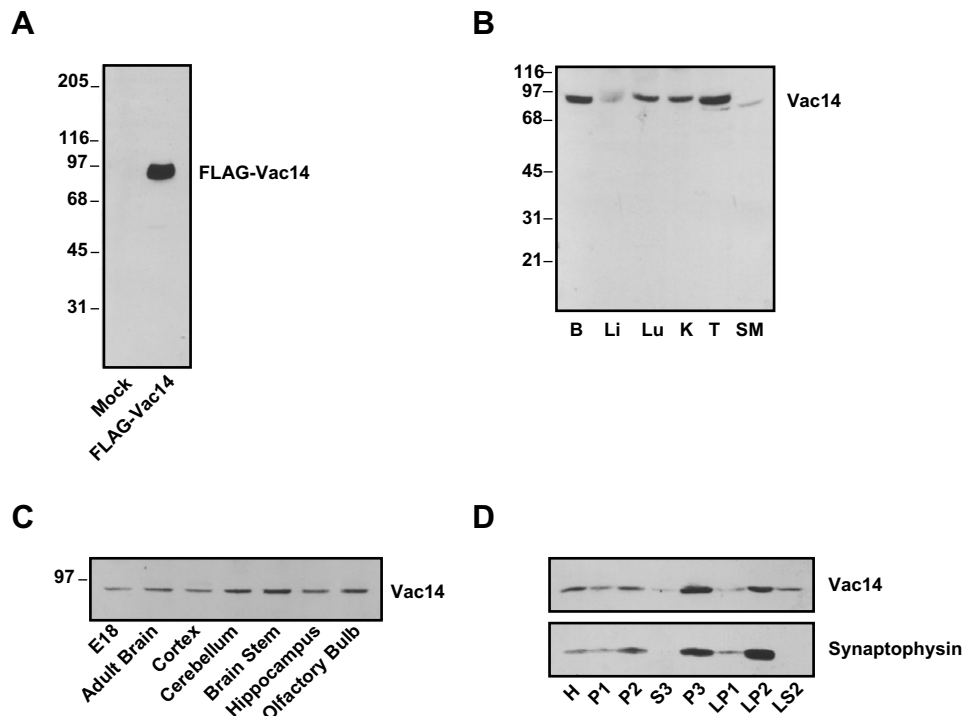 A
205
116
97
68
45
31
FLAG-Vac14
Mock
FLAG-Vac14
B
116
97
68
45
31
21
Vac14
B Li Lu K T SM
C
97
Vac14
E18
Adult Brain
Cortex
Cerebellum
Brain Stem
Hippocampus
Olfactory Bulb
D
Vac14
Synaptophysin
H
P1
P2
S3
P3
LP1
LP2
LS2